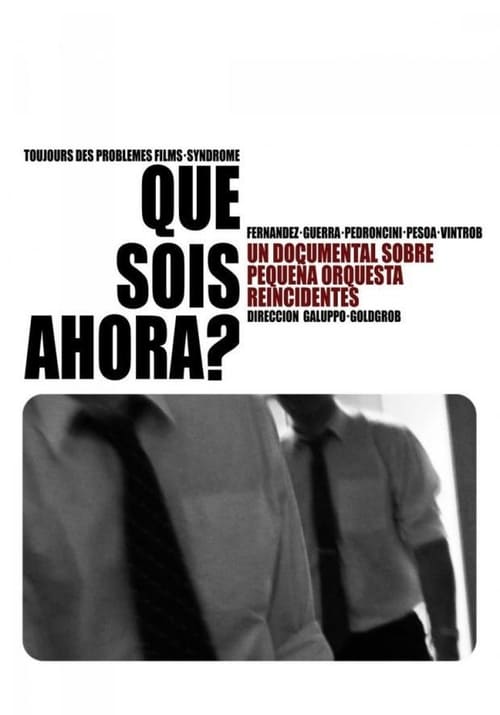 TOUJOURS DES PROBLEMES FILMS·SYNDROME
QUE
SOIS
AHORA?
FERNANDEZ·GUERRA·PEDRONCINI·PESOA·VINTROB
UN DOCUMENTAL SOBRE
PEQUEÑA ORQUESTA
REINCIDENTES
DIRECCION GALUPPO·GOLDGROB